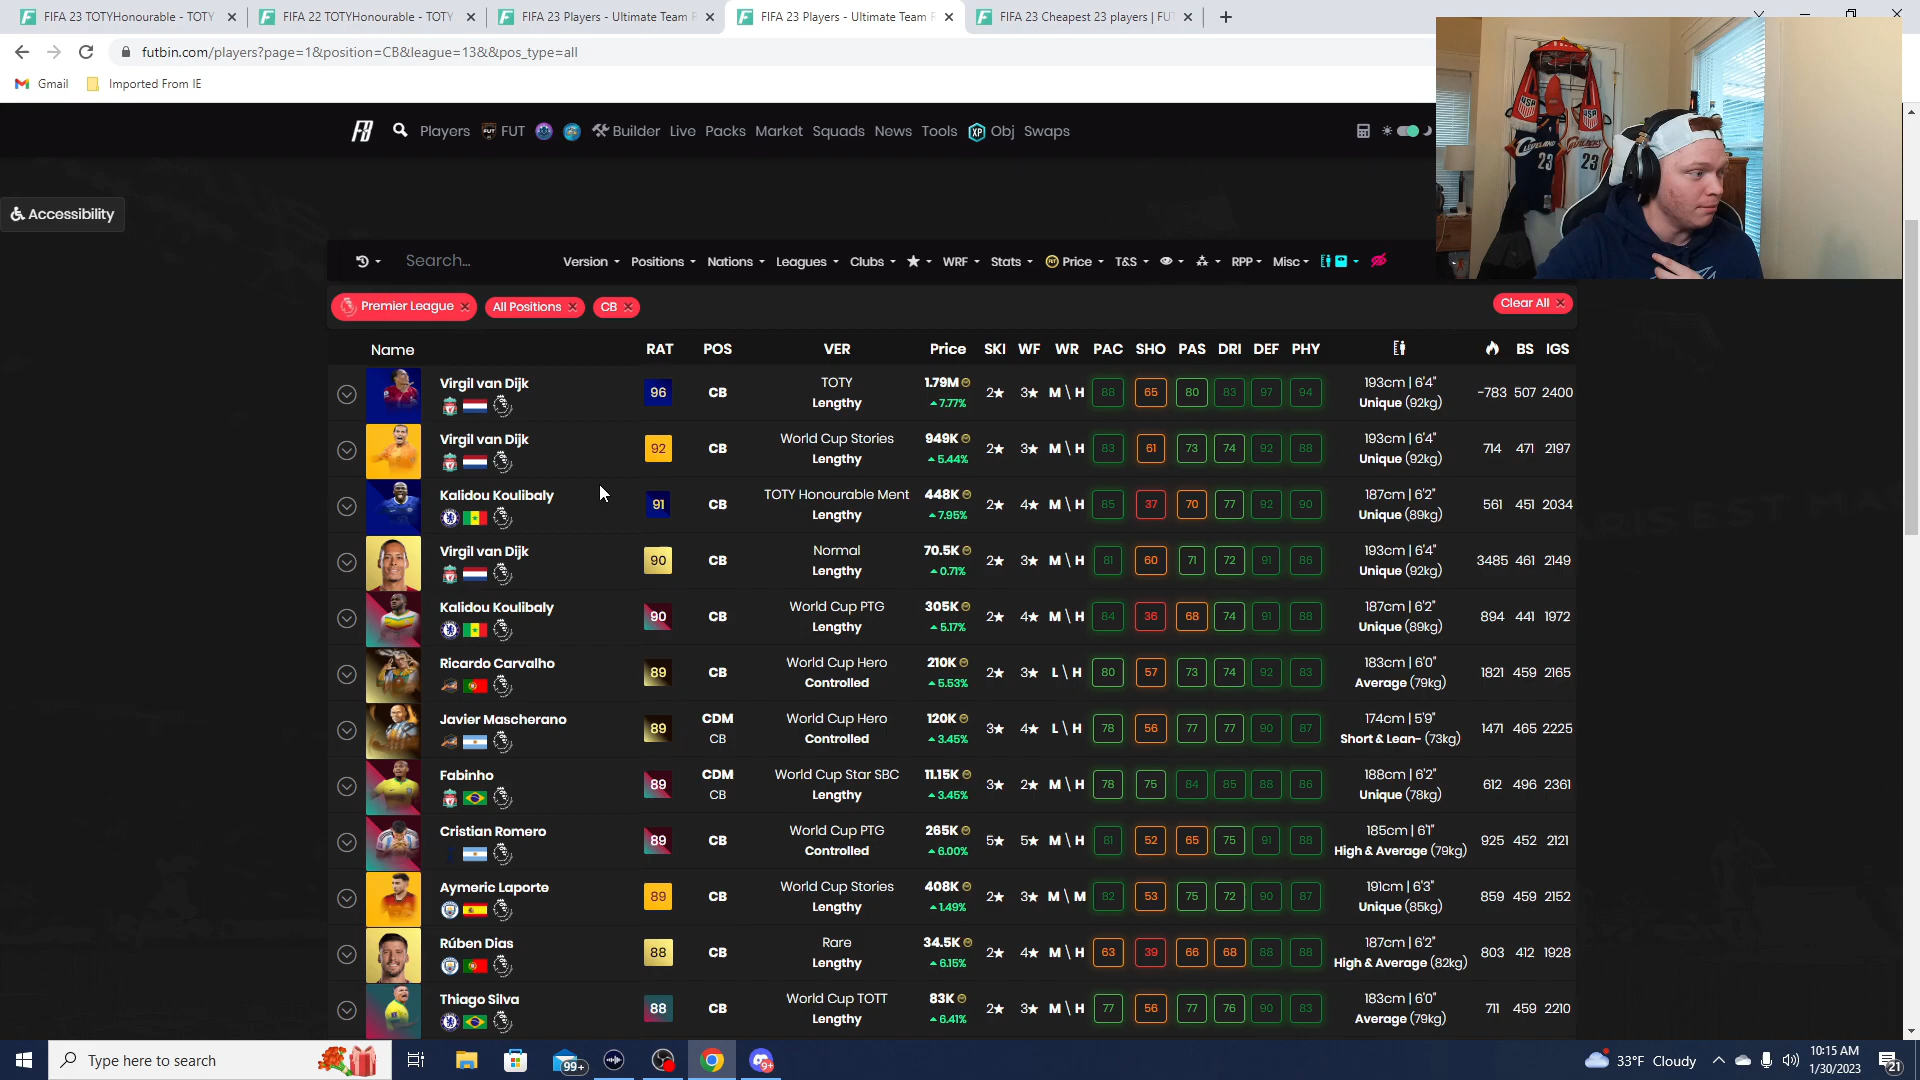 FIFA 23 TOTYHonourable - TOTY
FIFA 22 TOTYHonourable - TOTY
FIFA 23 Players - Ultimate Team F
FIFA 23 Players - Ultimate Team F
FIFA 23 Cheapest 23 players | FU
futbin.com/players?page=1&position=CB&league=13&&pos_type=all
Gmail Imported From IE
Players FUT Builder Live Packs Market Squads News Tools Obj Swaps
Accessibility
Search... Version Positions Nations Leagues Clubs WRF Stats Price T&S RPP Misc
Premier League All Positions CB Clear All
Name RAT POS VER Price SKI WF WR PAC SHO PAS DRI DEF PHY BS IGS
Virgil van Dijk 96 CB TOTY 1.79M 2★ 3★ M \ H 88 65 80 83 97 94 193cm | 6'4" -783 507 2400
Lengthy 7.77% Unique (92kg)
Virgil van Dijk 92 CB World Cup Stories 949K 2★ 3★ M \ H 83 61 73 74 92 88 193cm | 6'4" 714 471 2197
Lengthy 5.44% Unique (92kg)
Kalidou Koulibaly 91 CB TOTY Honourable Ment 448K 2★ 4★ M \ H 85 37 70 77 92 90 187cm | 6'2" 561 451 2034
Lengthy 7.95% Unique (89kg)
Virgil van Dijk 90 CB Normal 70.5K 2★ 3★ M \ H 81 60 71 72 91 86 193cm | 6'4" 3485 461 2149
Lengthy 0.71% Unique (92kg)
Kalidou Koulibaly 90 CB World Cup PTG 305K 2★ 4★ M \ H 84 36 68 74 91 88 187cm | 6'2" 894 441 1972
Lengthy 5.17% Unique (89kg)
Ricardo Carvalho 89 CB World Cup Hero 210K 2★ 3★ L \ H 80 57 73 74 92 83 183cm | 6'0" 1821 459 2165
Controlled 5.53% Average (79kg)
Javier Mascherano 89 CDM World Cup Hero 120K 3★ 4★ L \ H 78 56 77 77 90 87 174cm | 5'9" 1471 465 2225
CB Controlled 3.45% Short & Lean- (73kg)
Fabinho 89 CDM World Cup Star SBC 11.15K 3★ 2★ M \ H 78 75 84 85 88 86 188cm | 6'2" 612 496 2361
CB Lengthy 3.45% Unique (78kg)
Cristian Romero 89 CB World Cup PTG 265K 5★ 5★ M \ H 81 52 65 75 91 88 185cm | 6'1" 925 452 2121
Controlled 6.00% High & Average (79kg)
Aymeric Laporte 89 CB World Cup Stories 408K 2★ 3★ M \ M 82 53 75 72 90 87 191cm | 6'3" 859 459 2152
Lengthy 1.49% Unique (85kg)
Rúben Dias 88 CB Rare 34.5K 2★ 4★ M \ H 63 39 66 68 88 88 187cm | 6'2" 803 412 1928
Lengthy 6.15% High & Average (82kg)
Thiago Silva 88 CB World Cup TOTT 83K 2★ 3★ M \ H 77 56 77 76 90 83 183cm | 6'0" 711 459 2210
Lengthy 6.41% Average (79kg)
USA USA
CLEVELAND 23
23
Type here to search
99+
9+
33°F Cloudy
10:15 AM
1/30/2023
21